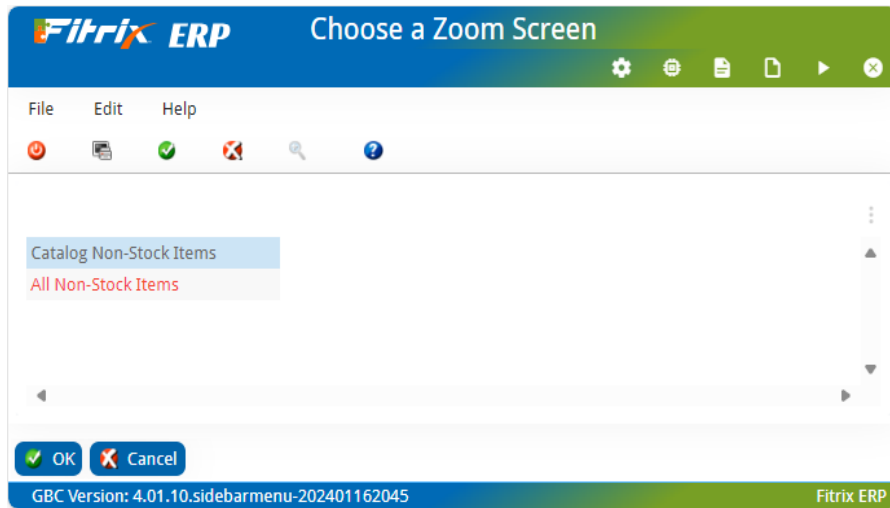 Fitrix ERP
Choose a Zoom Screen
File Edit Help
Catalog Non-Stock Items
All Non-Stock Items
OK Cancel
GBC Version: 4.01.10.sidebarmenu-202401162045
Fitrix ERP